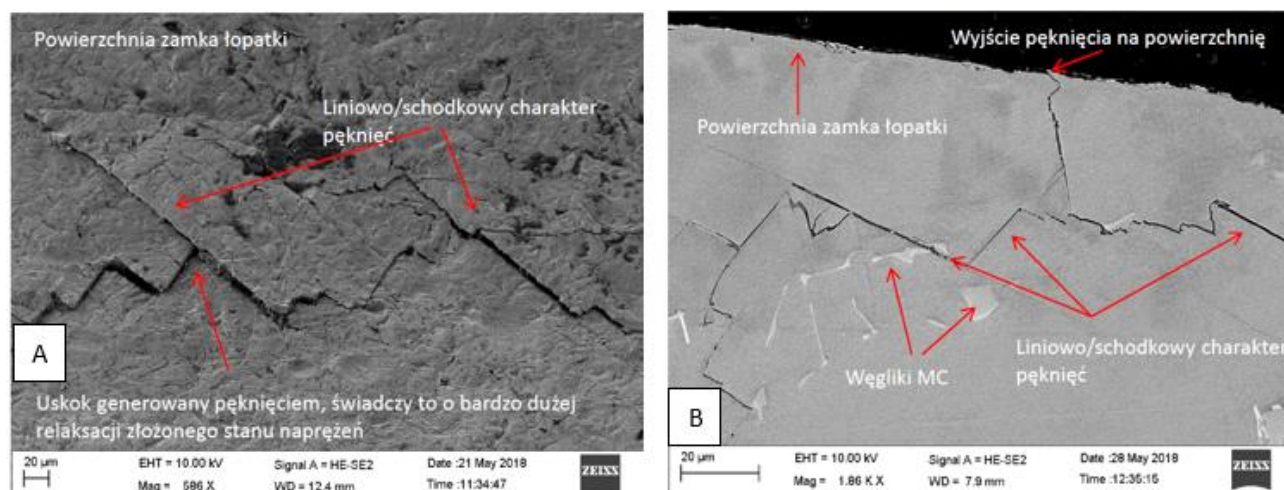 Powierzchnia zamka łopatki
Liniowo/schodkowy charakter
pęknięć
A
Uskok generowany pęknięciem, świadczy to o bardzo dużej
relaksacji złożonego stanu naprężeń
20 µm
EHT = 10.00 kV
Signal A = HE-SE2
Date :21 May 2018
ZEISS
Mag = 586 X
WD = 12.4 mm
Time :11:34:47
Wyjście pęknięcia na powierzchnię
Powierzchnia zamka łopatki
Węgliki MC
Liniowo/schodkowy charakter
pęknięć
B
20 µm
EHT = 10.00 kV
Signal A = HE-SE2
Date :28 May 2018
ZEISS
Mag = 1.86 K X
WD = 7.9 mm
Time :12:35:15